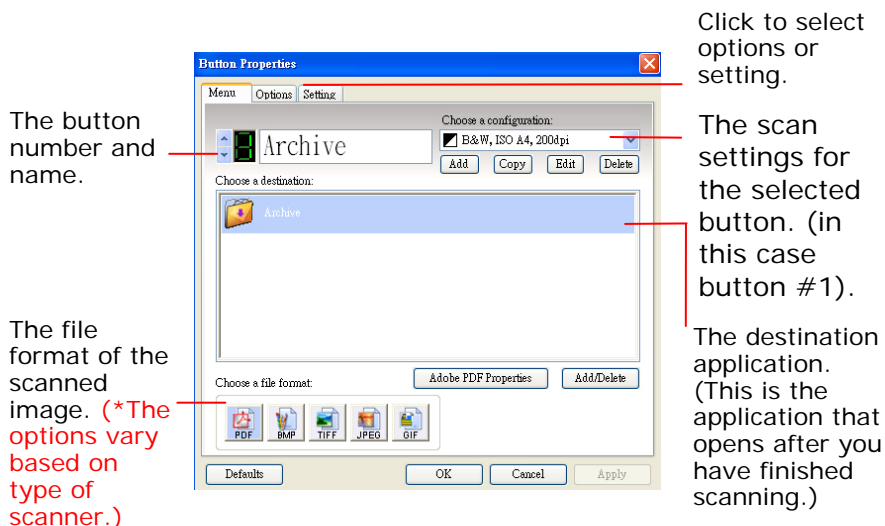 Click to select
options or
setting.
Button Properties
Menu
Options
Setting
The button
number and
name.
Archive
Choose a configuration:
B&W, ISO A4, 200dpi
Add
Copy
Edit
Delete
The scan
settings for
the selected
button. (in
this case
button #1).
Choose a destination:
Archive
The file
format of the
scanned
image. (*The
options vary
based on
type of
scanner.)
The destination
application.
(This is the
application that
opens after you
have finished
scanning.)
Choose a file format:
Adobe PDF Properties
Add/Delete
PDF
BMP
TIFF
JPEG
GIF
Defaults
OK
Cancel
Apply